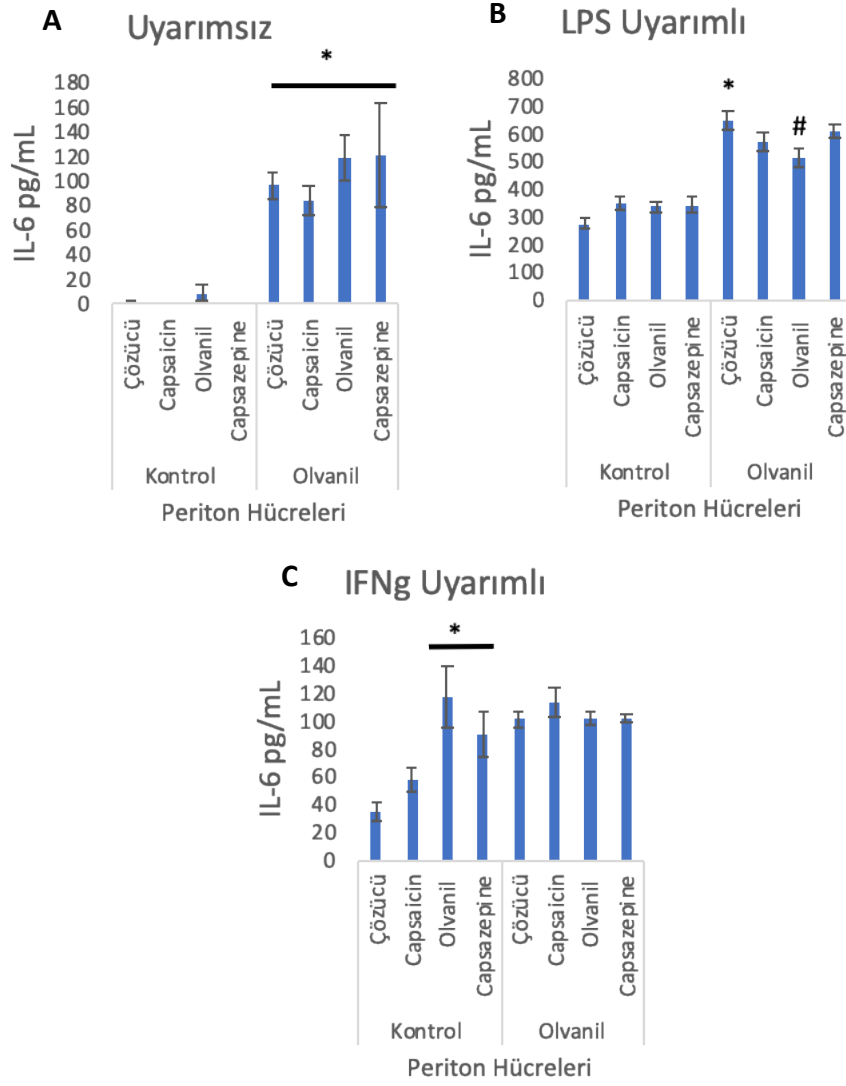 A
Uyarımsız
*
IL-6 pg/mL
180
160
140
120
100
80
60
40
20
0
Çözücü
Capsaicin
Olvanil
Capsazepine
Çözücü
Capsaicin
Olvanil
Capsazepine
Kontrol
Olvanil
Periton Hücreleri
B
LPS Uyarımlı
*
#
IL-6 pg/mL
800
700
600
500
400
300
200
100
0
Çözücü
Capsaicin
Olvanil
Capsazepine
Çözücü
Capsaicin
Olvanil
Capsazepine
Kontrol
Olvanil
Periton Hücreleri
C
IFNg Uyarımlı
*
IL-6 pg/mL
160
140
120
100
80
60
40
20
0
Çözücü
Capsaicin
Olvanil
Capsazepine
Çözücü
Capsaicin
Olvanil
Capsazepine
Kontrol
Olvanil
Periton Hücreleri